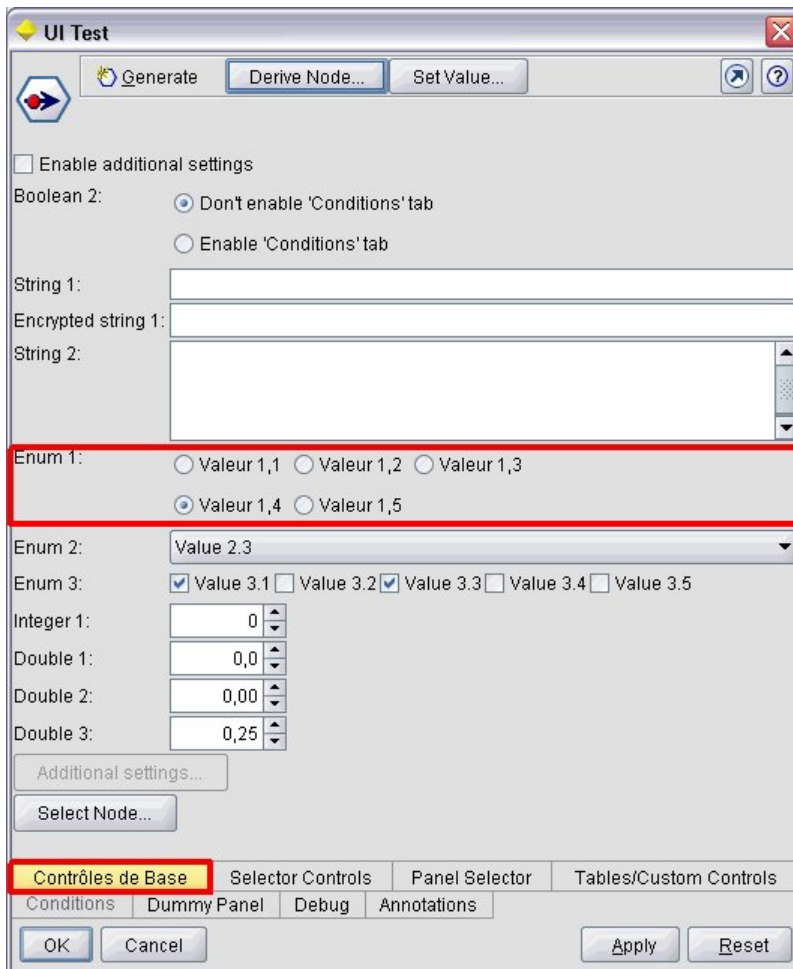 UI Test
Generate Derive Node... Set Value...
Enable additional settings
Boolean 2: Don't enable 'Conditions' tab
Enable 'Conditions' tab
String 1:
Encrypted string 1:
String 2:
Enum 1: Valeur 1,1 Valeur 1,2 Valeur 1,3
Valeur 1,4 Valeur 1,5
Enum 2: Value 2.3
Enum 3: Value 3.1 Value 3.2 Value 3.3 Value 3.4 Value 3.5
Integer 1: 0
Double 1: 0,0
Double 2: 0,00
Double 3: 0,25
Additional settings...
Select Node...
Contrôles de Base Selector Controls Panel Selector Tables/Custom Controls
Conditions Dummy Panel Debug Annotations
OK Cancel Apply Reset